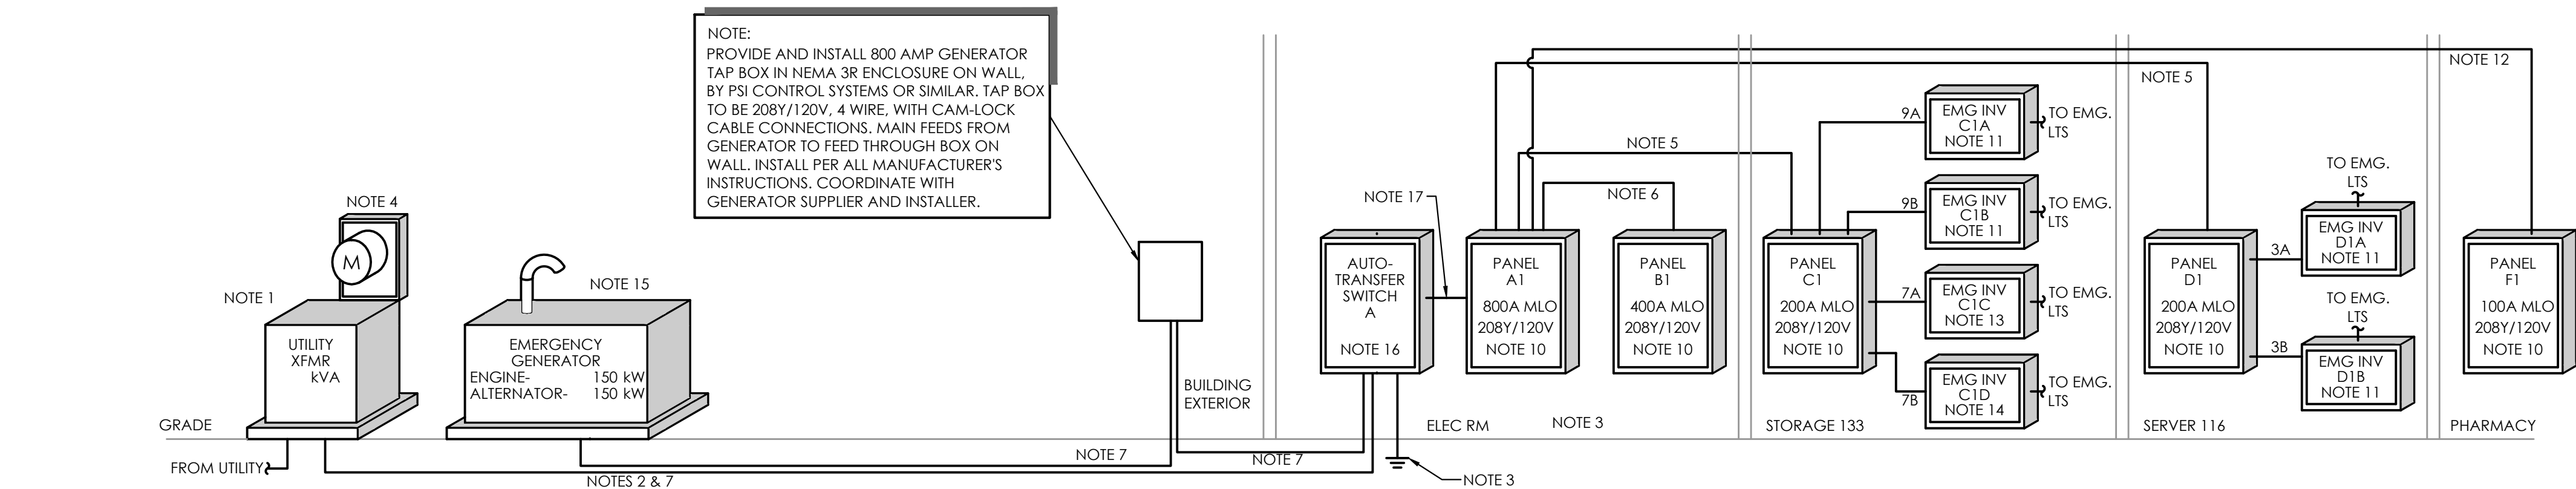 NOTE:
PROVIDE AND INSTALL 800 AMP GENERATOR
TAP BOX IN NEMA 3R ENCLOSURE ON WALL,
BY PSI CONTROL SYSTEMS OR SIMILAR. TAP BOX
TO BE 208Y/120V, 4 WIRE, WITH CAM-LOCK
CABLE CONNECTIONS. MAIN FEEDS FROM
GENERATOR TO FEED THROUGH BOX ON
WALL. INSTALL PER ALL MANUFACTURER'S
INSTRUCTIONS. COORDINATE WITH
GENERATOR SUPPLIER AND INSTALLER.
NOTE 4
M
NOTE 1
UTILITY
XFMR
kVA
NOTE 15
EMERGENCY
GENERATOR
ENGINE- 150 kW
ALTERNATOR- 150 kW
GRADE
FROM UTILITY
NOTES 2 & 7
NOTE 7
BUILDING
EXTERIOR
NOTE 7
NOTE 17
AUTO-
TRANSFER
SWITCH
A
NOTE 16
NOTE 3
ELEC RM
NOTE 3
PANEL
A1
800A MLO
208Y/120V
NOTE 10
NOTE 5
NOTE 6
PANEL
B1
400A MLO
208Y/120V
NOTE 10
PANEL
C1
200A MLO
208Y/120V
NOTE 10
STORAGE 133
9A
EMG INV
C1A
NOTE 11
TO EMG.
LTS
9B
EMG INV
C1B
NOTE 11
TO EMG.
LTS
7A
EMG INV
C1C
NOTE 13
TO EMG.
LTS
7B
EMG INV
C1D
NOTE 14
TO EMG.
LTS
NOTE 5
PANEL
D1
200A MLO
208Y/120V
NOTE 10
SERVER 116
TO EMG.
LTS
3A
EMG INV
D1A
NOTE 11
TO EMG.
LTS
3B
EMG INV
D1B
NOTE 11
NOTE 12
PANEL
F1
100A MLO
208Y/120V
NOTE 10
PHARMACY